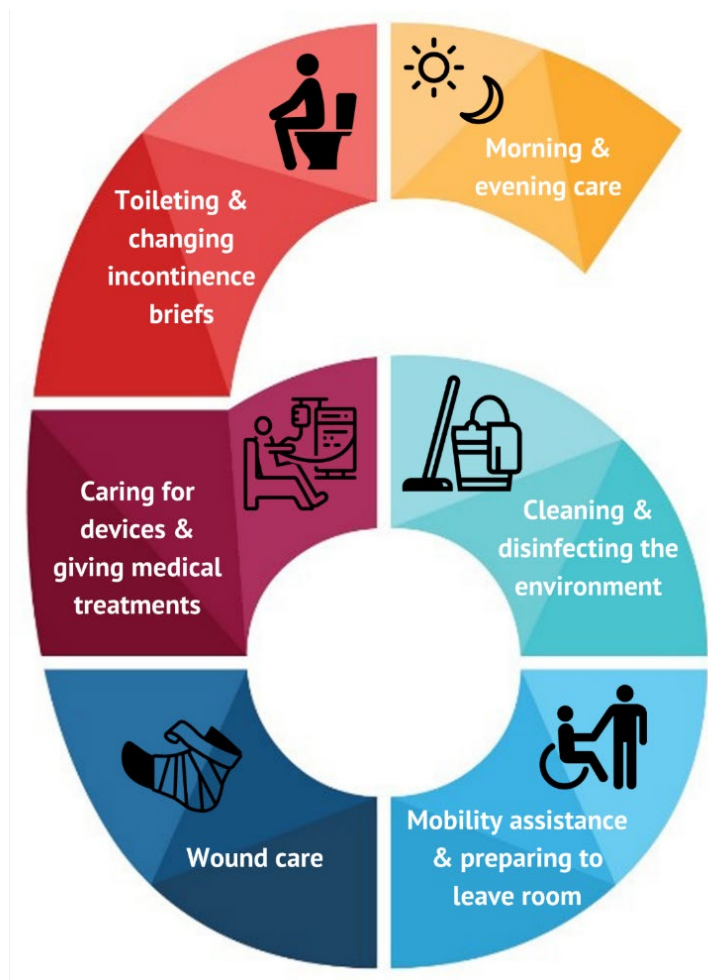 Morning &
evening care
Toileting &
changing
incontinence
briefs
Caring for
devices &
giving medical
treatments
Cleaning &
disinfecting the
environment
Wound care
Mobility assistance
& preparing to
leave room